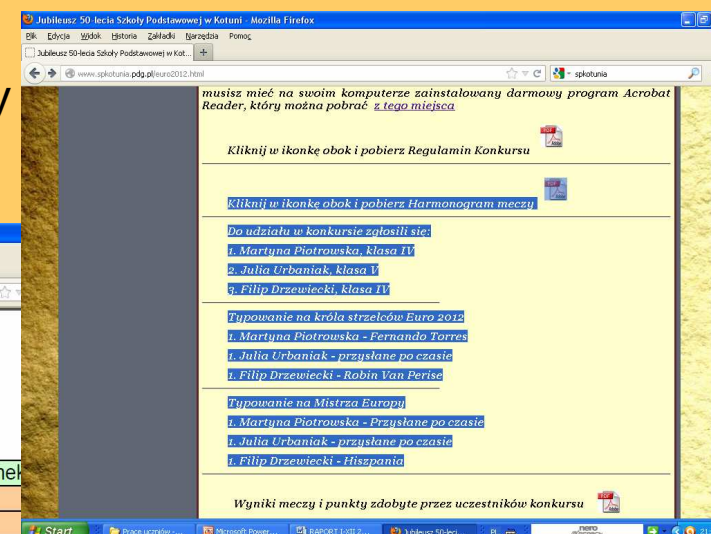 Jubileusz 50-lecia Szkoły Podstawowej w Kotuni - Mozilla Firefox
Plik Edycja Widok Historia Zakładki Narzędzia Pomoc
Jubileusz 50-lecia Szkoły Podstawowej w Kot... +
www.spkotunia.pdg.pl/euro2012.html
spkotunia
y
musisz mieć na swoim komputerze zainstalowany darmowy program Acrobat
Reader, który można pobrać z tego miejsca
Kliknij w ikonkę obok i pobierz Regulamin Konkursu
Kliknij w ikonkę obok i pobierz Harmonogram meczy
Do udziału w konkursie zgłosili się:
1. Martyna Piotrowska, klasa IV
2. Julia Urbaniak, klasa V
3. Filip Drzewiecki, klasa IV
Typowanie na króla strzelców Euro 2012
1. Martyna Piotrowska - Fernando Torres
1. Julia Urbaniak - przysłane po czasie
1. Filip Drzewiecki - Robin Van Perise
Typowanie na Mistrza Europy
1. Martyna Piotrowska - Przysłane po czasie
1. Julia Urbaniak - przysłane po czasie
1. Filip Drzewiecki - Hiszpania
nek
Wyniki meczy i punkty zdobyte przez uczestników konkursu
Start Prace uczniów -... Microsoft Power... RAPORT I-XII 2... Jubileusz 50-leci... PL nero